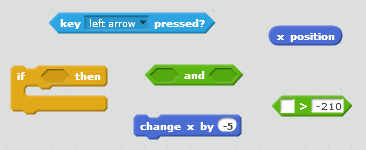 key left arrow pressed?
x position
if then
and
> -210
change x by -5